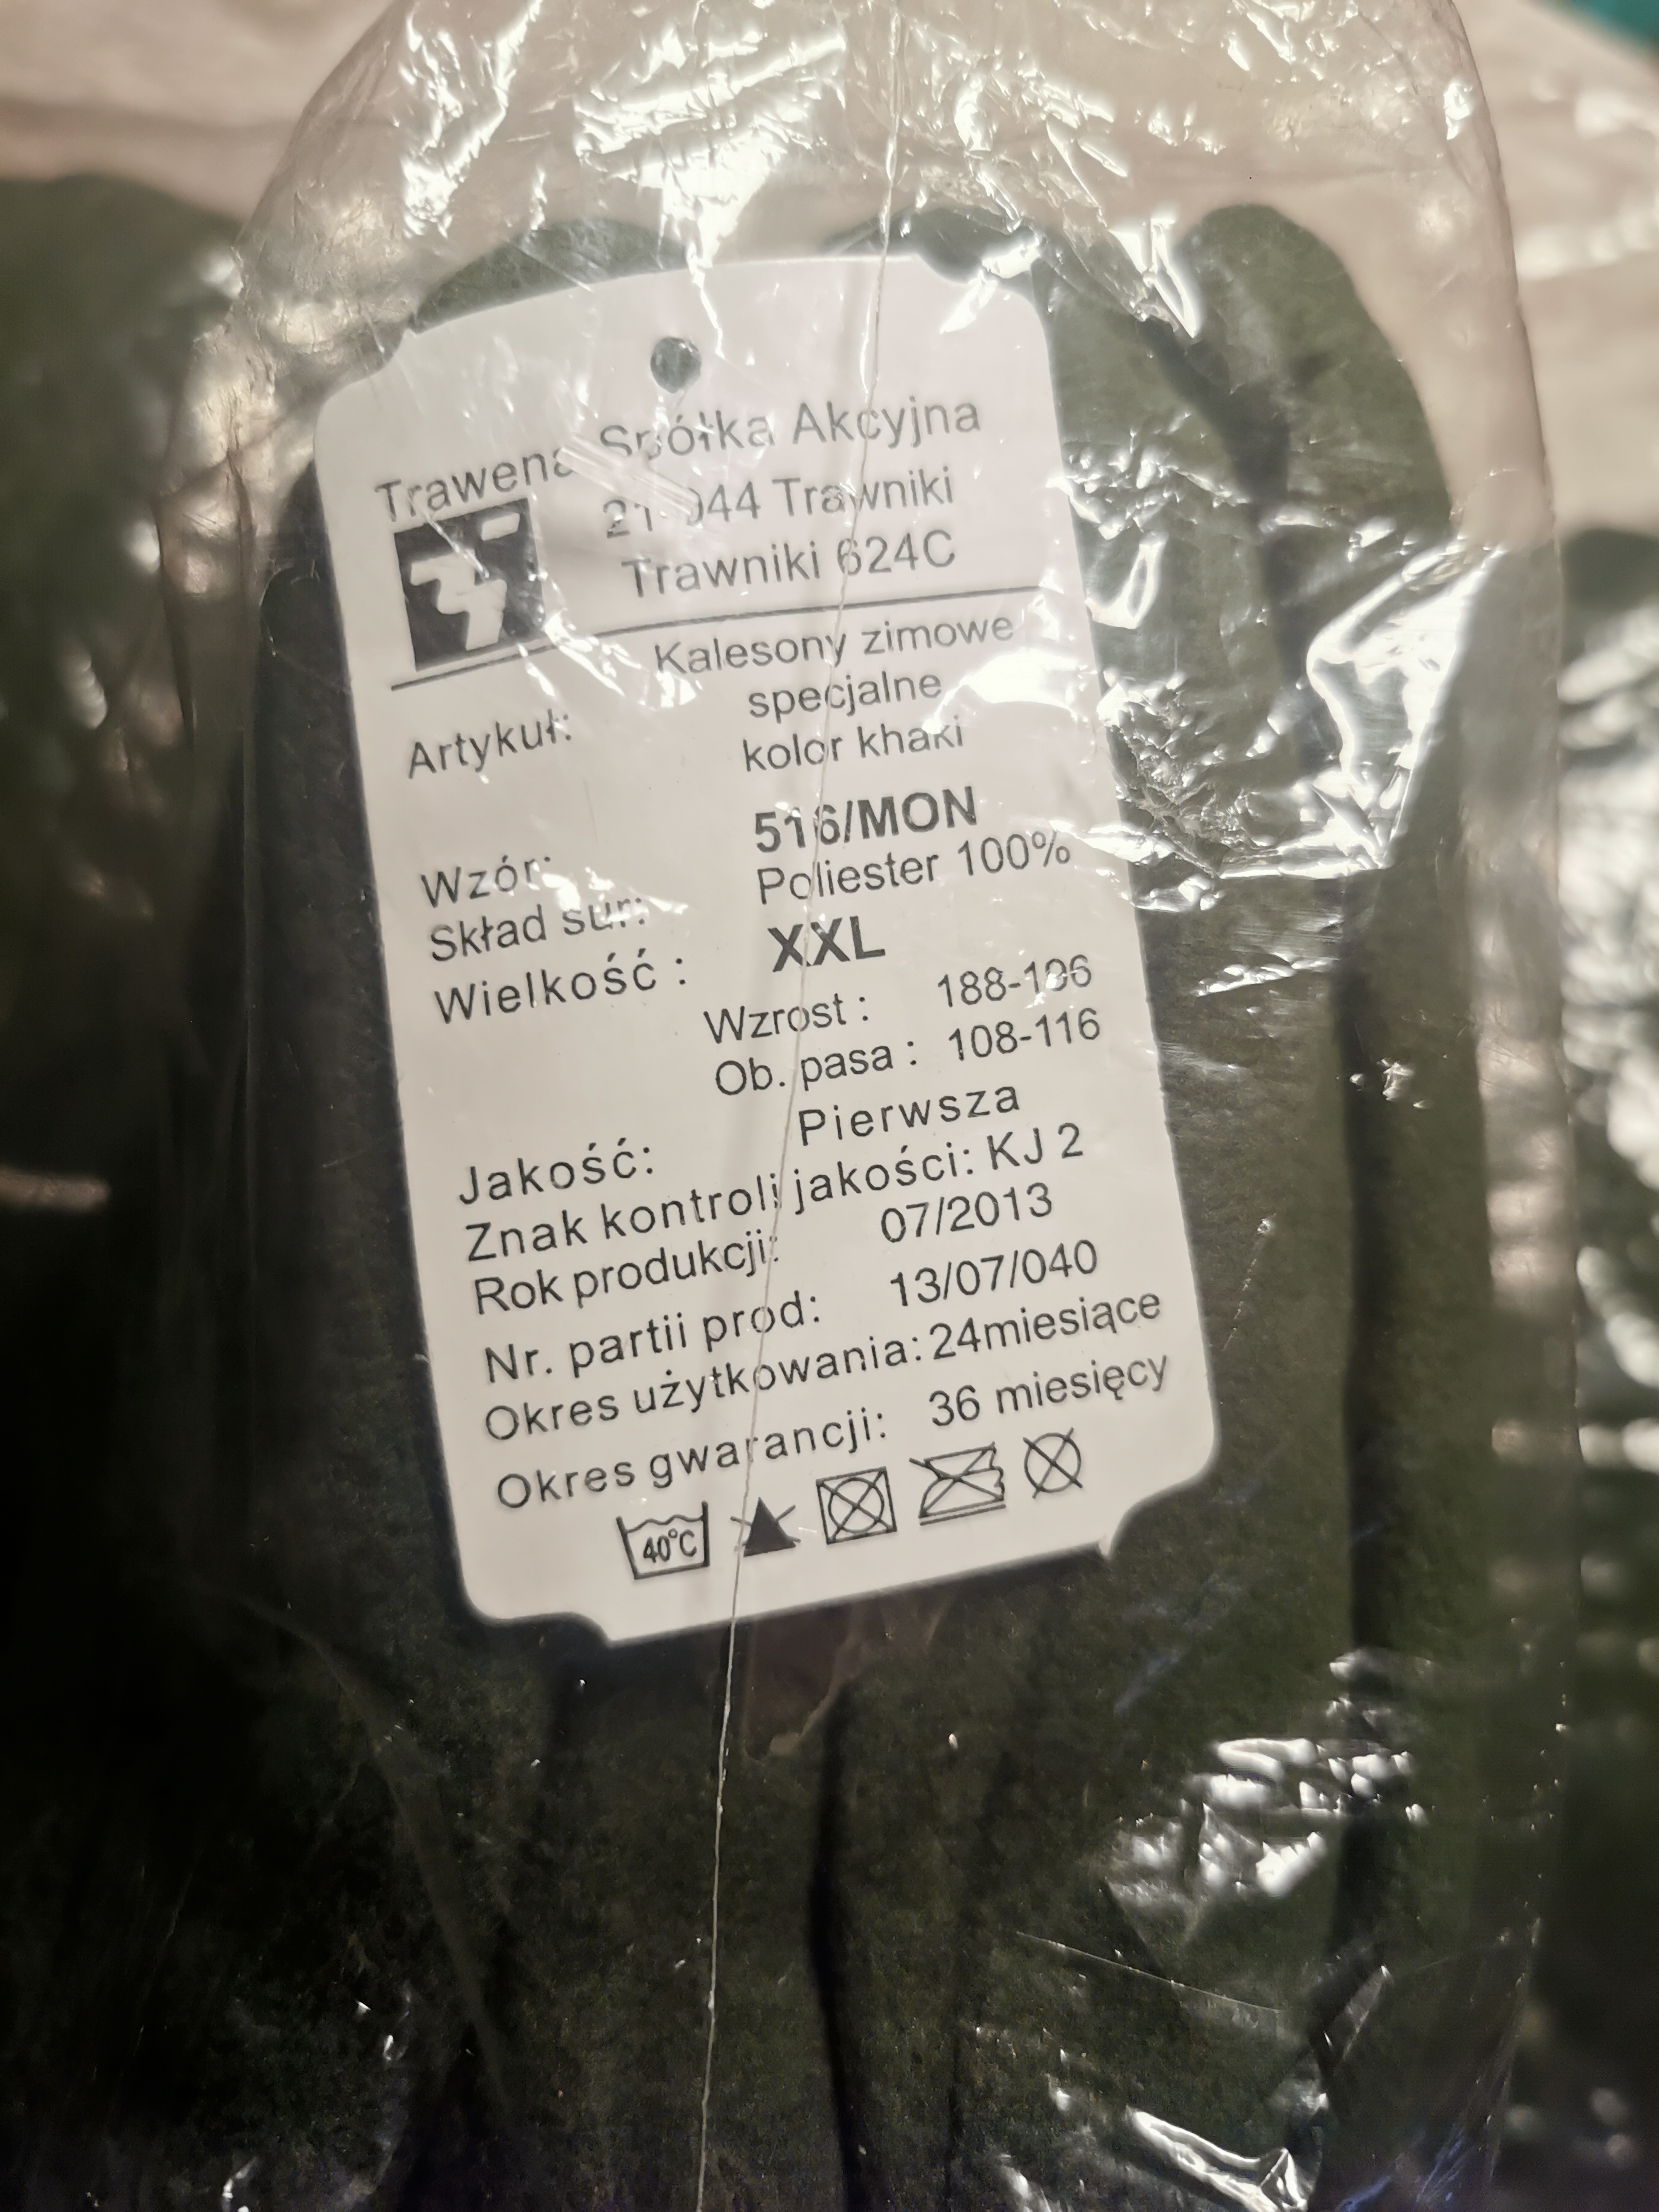 Trawena Spółka Akcyjna
21-044 Trawniki
Trawniki 624C
Artykuł: Kalesony zimowe
specjalne
kolor khaki
Wzór: 516/MON
Skład sur: Poliester 100%
Wielkość : XXL
Wzrost : 188-196
Ob. pasa : 108-116
Jakość: Pierwsza
Znak kontroli jakości: KJ 2
Rok produkcji: 07/2013
Nr. partii prod: 13/07/040
Okres użytkowania: 24miesiące
Okres gwarancji: 36 miesięcy
40°C